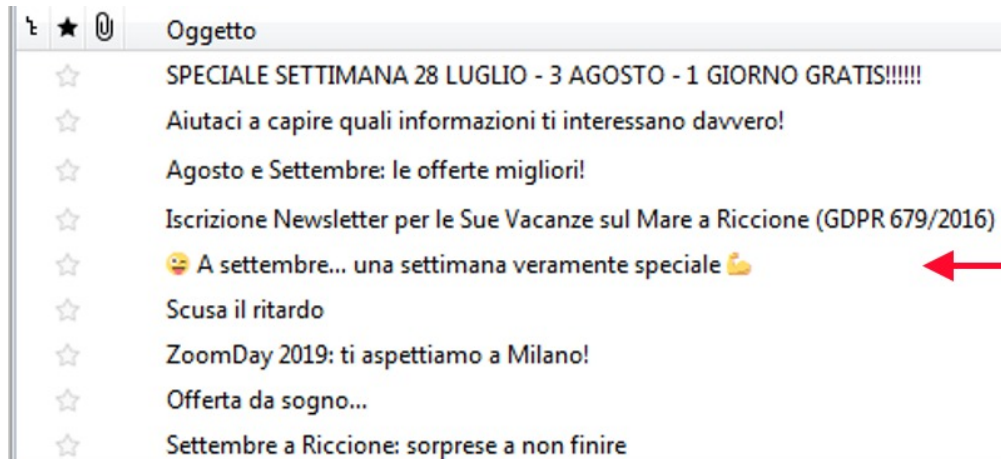 Oggetto
SPECIALE SETTIMANA 28 LUGLIO - 3 AGOSTO - 1 GIORNO GRATIS!!!!!!
Aiutaci a capire quali informazioni ti interessano davvero!
Agosto e Settembre: le offerte migliori!
Iscrizione Newsletter per le Sue Vacanze sul Mare a Riccione (GDPR 679/2016)
😜 A settembre... una settimana veramente speciale 💪
Scusa il ritardo
ZoomDay 2019: ti aspettiamo a Milano!
Offerta da sogno...
Settembre a Riccione: sorprese a non finire